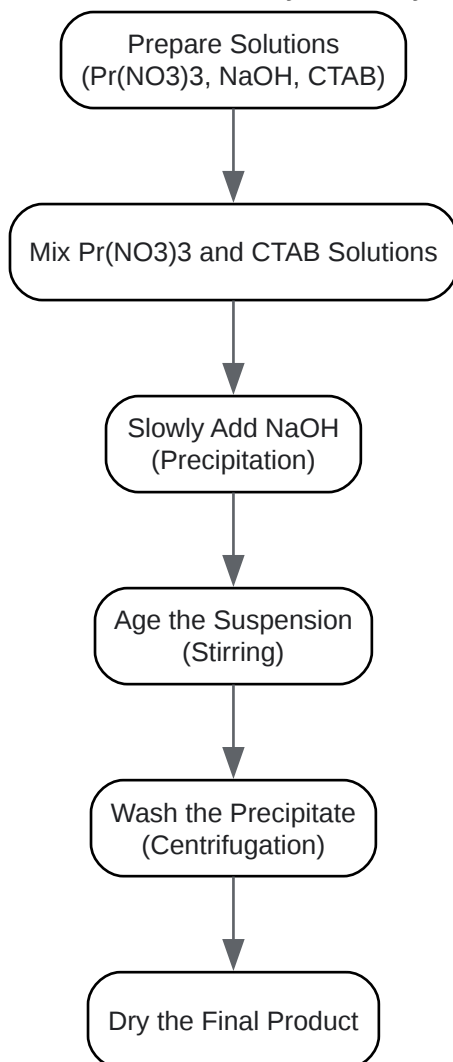 Prepare Solutions
(Pr(NO3)3, NaOH, CTAB)
Mix Pr(NO3)3 and CTAB Solutions
Slowly Add NaOH
(Precipitation)
Age the Suspension
(Stirring)
Wash the Precipitate
(Centrifugation)
Dry the Final Product